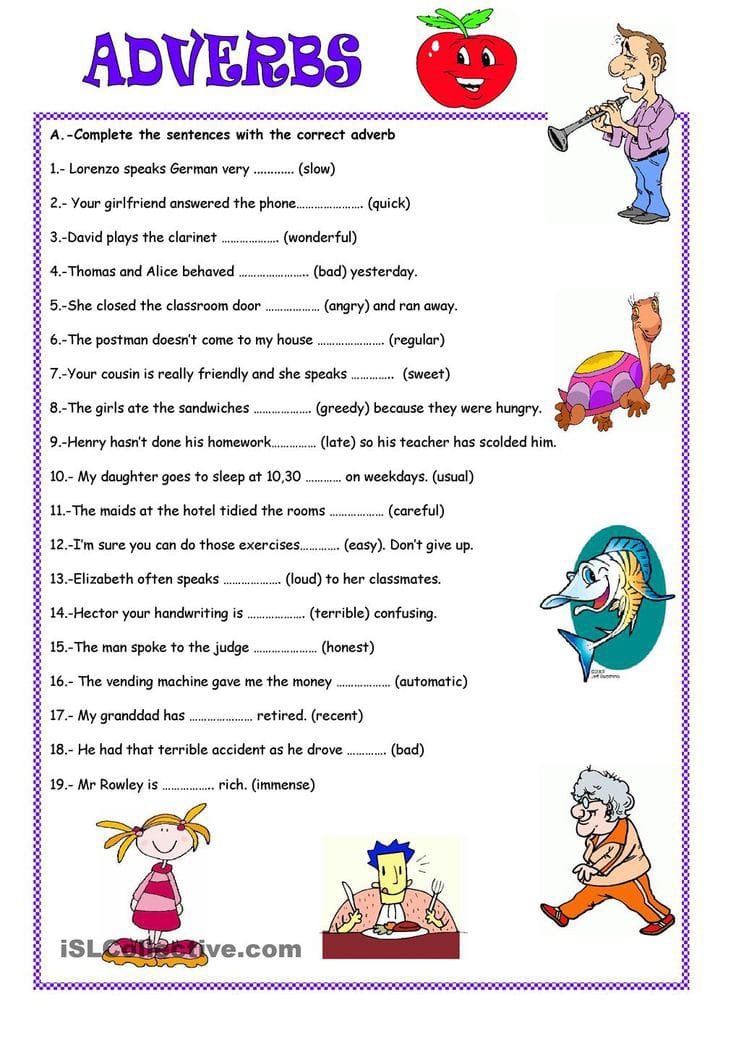 ADVERBS
A.-Complete the sentences with the correct adverb
1.- Lorenzo speaks German very ............ (slow)
2.- Your girlfriend answered the phone…………………. (quick)
3.-David plays the clarinet ………………. (wonderful)
4.-Thomas and Alice behaved ………………….. (bad) yesterday.
5.-She closed the classroom door ……………… (angry) and ran away.
6.-The postman doesn't come to my house …………………. (regular)
7.-Your cousin is really friendly and she speaks ………….. (sweet)
8.-The girls ate the sandwiches ………………. (greedy) because they were hungry.
9.-Henry hasn't done his homework…………… (late) so his teacher has scolded him.
10.- My daughter goes to sleep at 10,30 ………… on weekdays. (usual)
11.-The maids at the hotel tidied the rooms ……………… (careful)
12.-I'm sure you can do those exercises…………. (easy). Don't give up.
13.-Elizabeth often speaks ………………. (loud) to her classmates.
14.-Hector your handwriting is ………………. (terrible) confusing.
15.-The man spoke to the judge ………………… (honest)
16.- The vending machine gave me the money ……………… (automatic)
17.- My granddad has ………………… retired. (recent)
18.- He had that terrible accident as he drove …………. (bad)
19.- Mr Rowley is …………….. rich. (immense)
iSLCollective.com